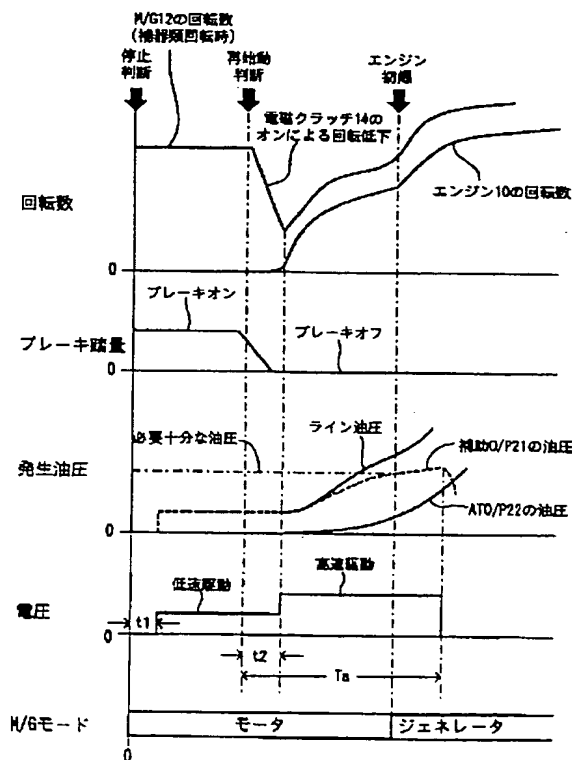 M/G12の回転数
(補器類回転時)
停止
判断
再始動
判断
エンジン
初爆
電磁クラッチ14の
オンによる回転低下
エンジン10の回転数
回転数
0
ブレーキオン
ブレーキオフ
ブレーキ踏量
0
必要十分な油圧
ライン油圧
補助O/P21の油圧
発生油圧
ATO/P22の油圧
0
低速駆動
高速駆動
電圧
0
t1
t2
Ta
M/Gモード
モータ
ジェネレータ
0